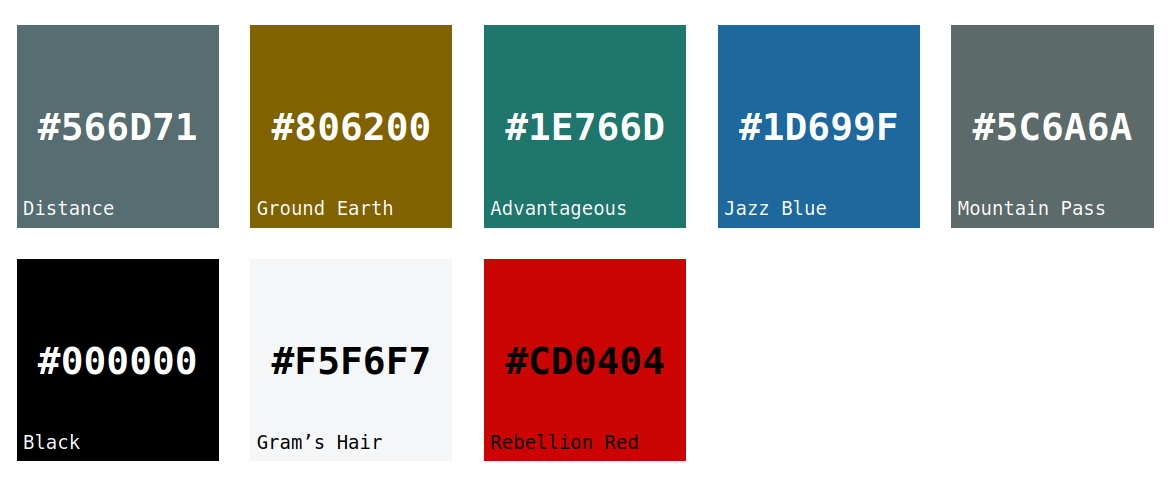 #566D71
Distance
#806200
Ground Earth
#1E766D
Advantageous
#1D699F
Jazz Blue
#5C6A6A
Mountain Pass
#000000
Black
#F5F6F7
Gram’s Hair
#CD0404
Rebellion Red